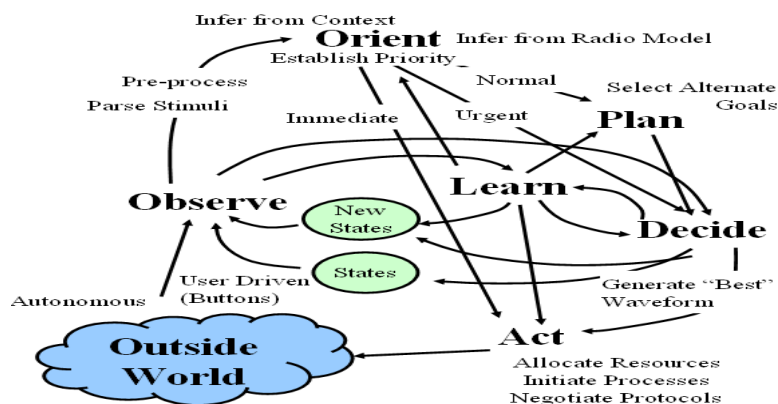 Infer from Context
Orient
Infer from Radio Model
Establish Priority
Pre-process
Normal
Select Alternate
Goals
Parse Stimuli
Immediate
Urgent
Plan
Observe
Learn
New
States
Decide
States
User Driven
(Buttons)
Autonomous
Generate “Best”
Waveform
Outside
World
Act
Allocate Resources
Initiate Processes
Negotiate Protocols